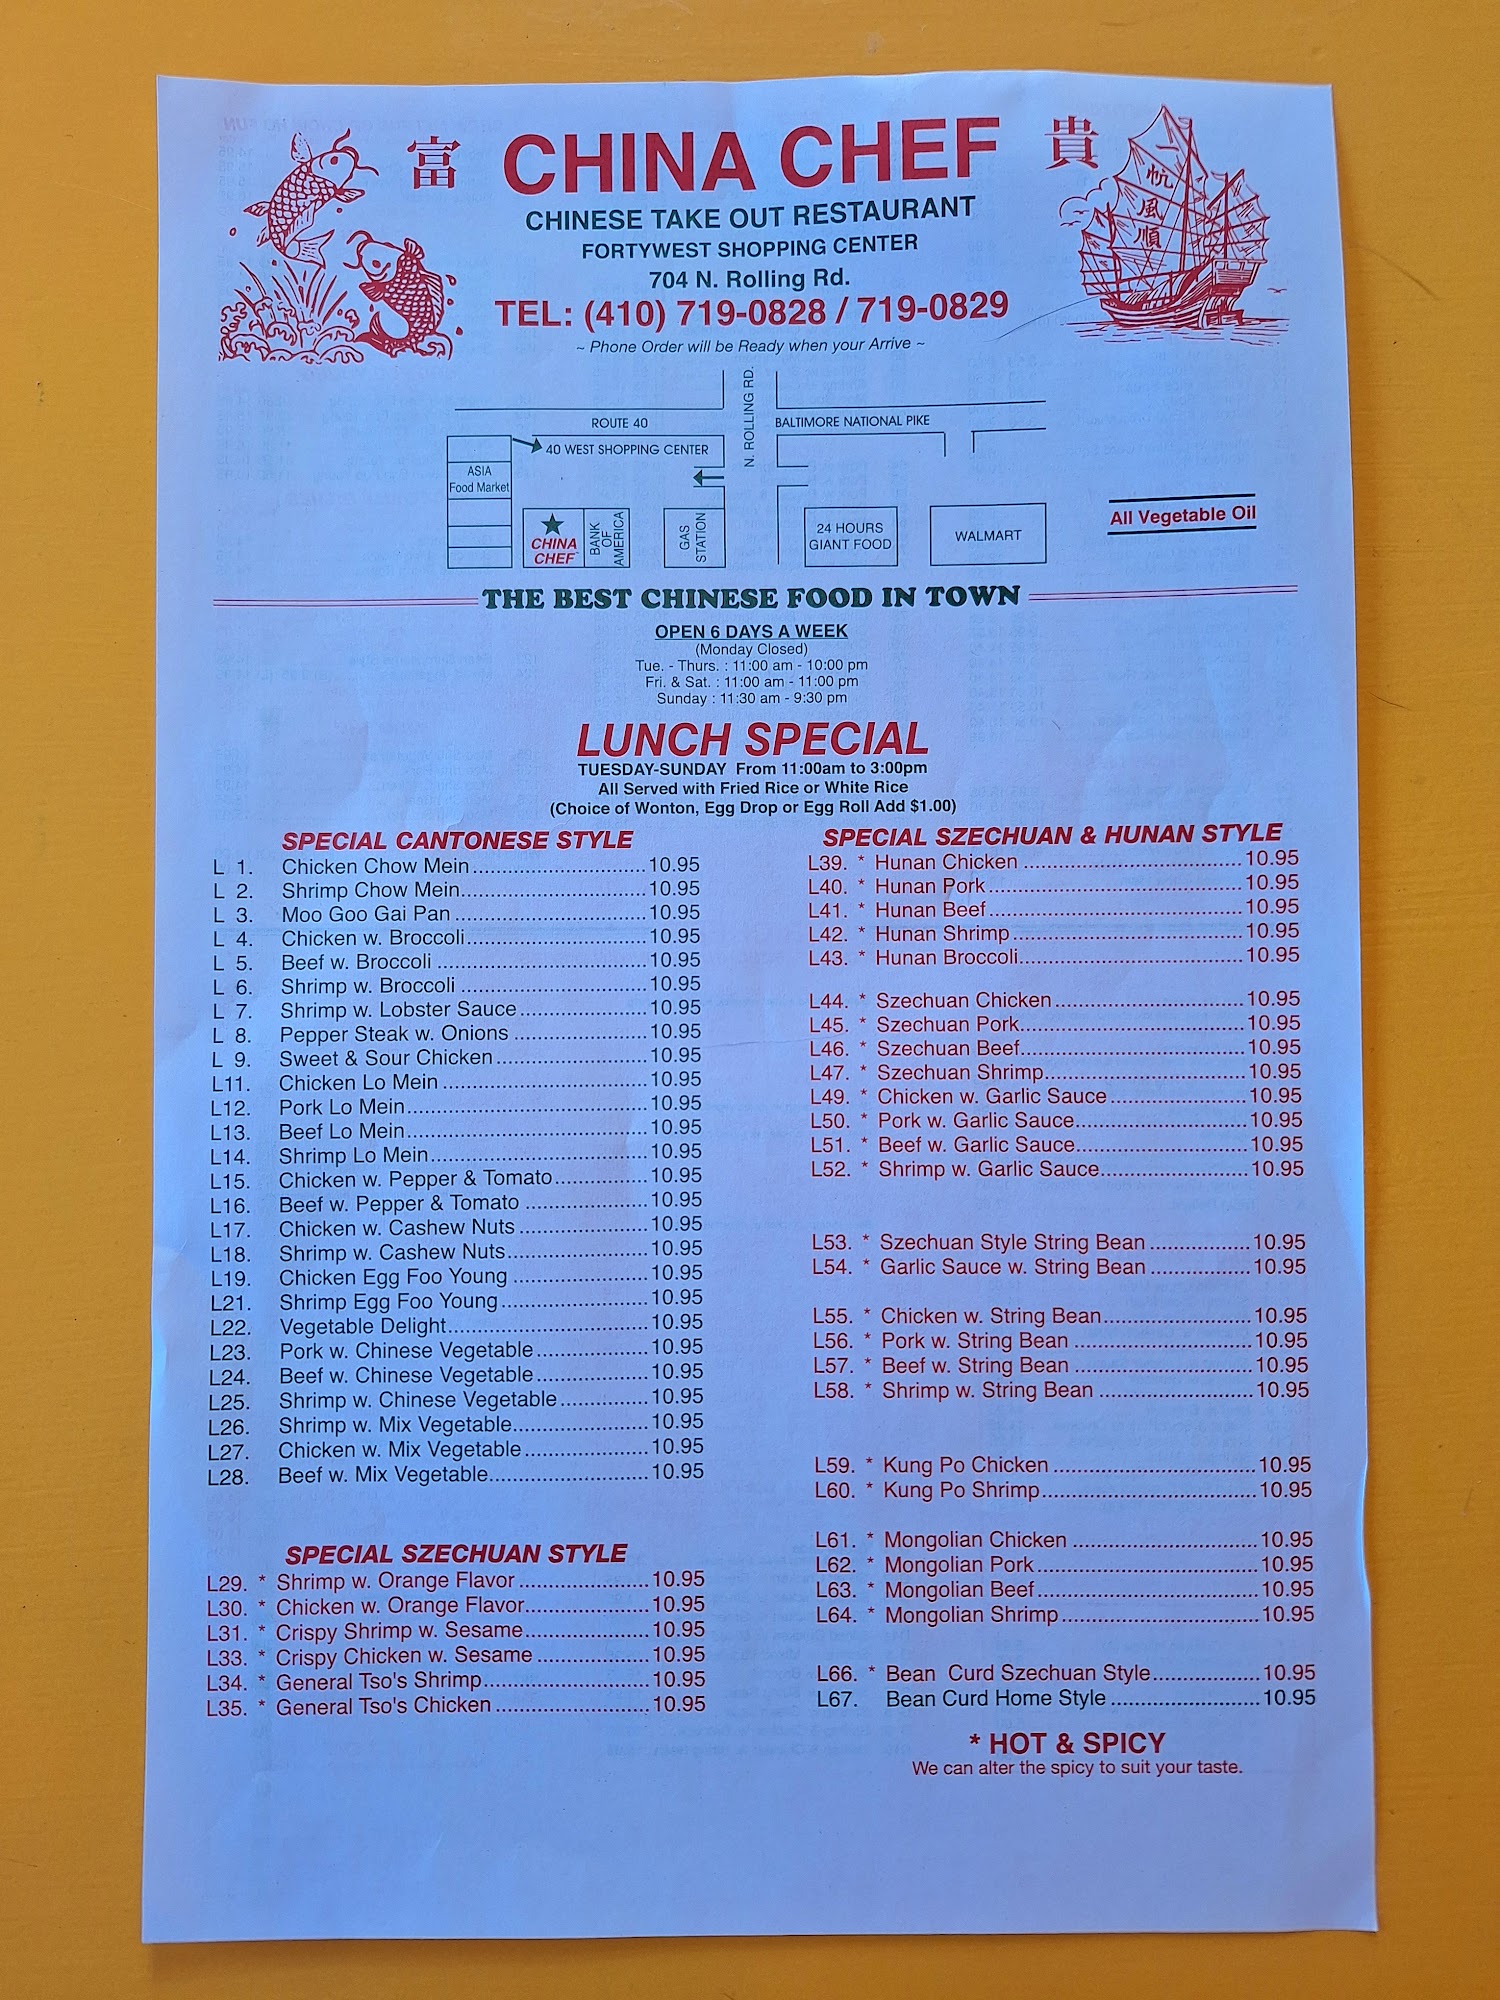 富 CHINA CHEF 貴
CHINESE TAKE OUT RESTAURANT
FORTYWEST SHOPPING CENTER
704 N. Rolling Rd.
TEL: (410) 719-0828 / 719-0829
~ Phone Order will be Ready when your Arrive ~
一
帆
風
順
N. ROLLING RD.
ROUTE 40
BALTIMORE NATIONAL PIKE
40 WEST SHOPPING CENTER
ASIA
Food Market
CHINA
CHEF
BANK
OF
AMERICA
GAS
STATION
24 HOURS
GIANT FOOD
WALMART
All Vegetable Oil
THE BEST CHINESE FOOD IN TOWN
OPEN 6 DAYS A WEEK
(Monday Closed)
Tue. - Thurs. : 11:00 am - 10:00 pm
Fri. & Sat. : 11:00 am - 11:00 pm
Sunday : 11:30 am - 9:30 pm
LUNCH SPECIAL
TUESDAY-SUNDAY From 11:00am to 3:00pm
All Served with Fried Rice or White Rice
(Choice of Wonton, Egg Drop or Egg Roll Add $1.00)
SPECIAL CANTONESE STYLE
L 1. Chicken Chow Mein 10.95
L 2. Shrimp Chow Mein 10.95
L 3. Moo Goo Gai Pan 10.95
L 4. Chicken w. Broccoli 10.95
L 5. Beef w. Broccoli 10.95
L 6. Shrimp w. Broccoli 10.95
L 7. Shrimp w. Lobster Sauce 10.95
L 8. Pepper Steak w. Onions 10.95
L 9. Sweet & Sour Chicken 10.95
L11. Chicken Lo Mein 10.95
L12. Pork Lo Mein 10.95
L13. Beef Lo Mein 10.95
L14. Shrimp Lo Mein 10.95
L15. Chicken w. Pepper & Tomato 10.95
L16. Beef w. Pepper & Tomato 10.95
L17. Chicken w. Cashew Nuts 10.95
L18. Shrimp w. Cashew Nuts 10.95
L19. Chicken Egg Foo Young 10.95
L21. Shrimp Egg Foo Young 10.95
L22. Vegetable Delight 10.95
L23. Pork w. Chinese Vegetable 10.95
L24. Beef w. Chinese Vegetable 10.95
L25. Shrimp w. Chinese Vegetable 10.95
L26. Shrimp w. Mix Vegetable 10.95
L27. Chicken w. Mix Vegetable 10.95
L28. Beef w. Mix Vegetable 10.95
SPECIAL SZECHUAN STYLE
L29. * Shrimp w. Orange Flavor 10.95
L30. * Chicken w. Orange Flavor 10.95
L31. * Crispy Shrimp w. Sesame 10.95
L33. * Crispy Chicken w. Sesame 10.95
L34. * General Tso's Shrimp 10.95
L35. * General Tso's Chicken 10.95
SPECIAL SZECHUAN & HUNAN STYLE
L39. * Hunan Chicken 10.95
L40. * Hunan Pork 10.95
L41. * Hunan Beef 10.95
L42. * Hunan Shrimp 10.95
L43. * Hunan Broccoli 10.95
L44. * Szechuan Chicken 10.95
L45. * Szechuan Pork 10.95
L46. * Szechuan Beef 10.95
L47. * Szechuan Shrimp 10.95
L49. * Chicken w. Garlic Sauce 10.95
L50. * Pork w. Garlic Sauce 10.95
L51. * Beef w. Garlic Sauce 10.95
L52. * Shrimp w. Garlic Sauce 10.95
L53. * Szechuan Style String Bean 10.95
L54. * Garlic Sauce w. String Bean 10.95
L55. * Chicken w. String Bean 10.95
L56. * Pork w. String Bean 10.95
L57. * Beef w. String Bean 10.95
L58. * Shrimp w. String Bean 10.95
L59. * Kung Po Chicken 10.95
L60. * Kung Po Shrimp 10.95
L61. * Mongolian Chicken 10.95
L62. * Mongolian Pork 10.95
L63. * Mongolian Beef 10.95
L64. * Mongolian Shrimp 10.95
L66. * Bean Curd Szechuan Style 10.95
L67. Bean Curd Home Style 10.95
* HOT & SPICY
We can alter the spicy to suit your taste.